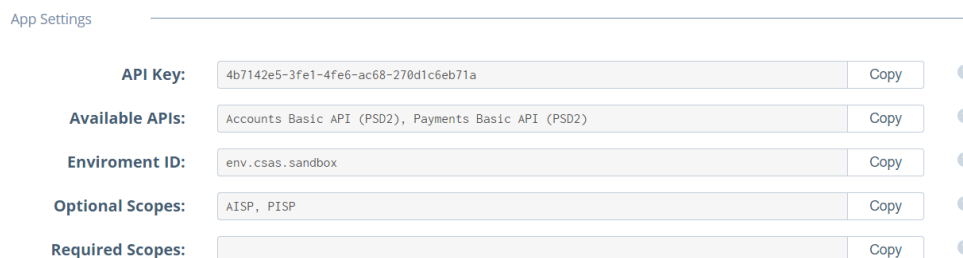 App Settings
API Key: 4b7142e5-3fe1-4fe6-ac68-270d1c6eb71a Copy
Available APIs: Accounts Basic API (PSD2), Payments Basic API (PSD2) Copy
Enviroment ID: env.csas.sandbox Copy
Optional Scopes: AISP, PISP Copy
Required Scopes: Copy